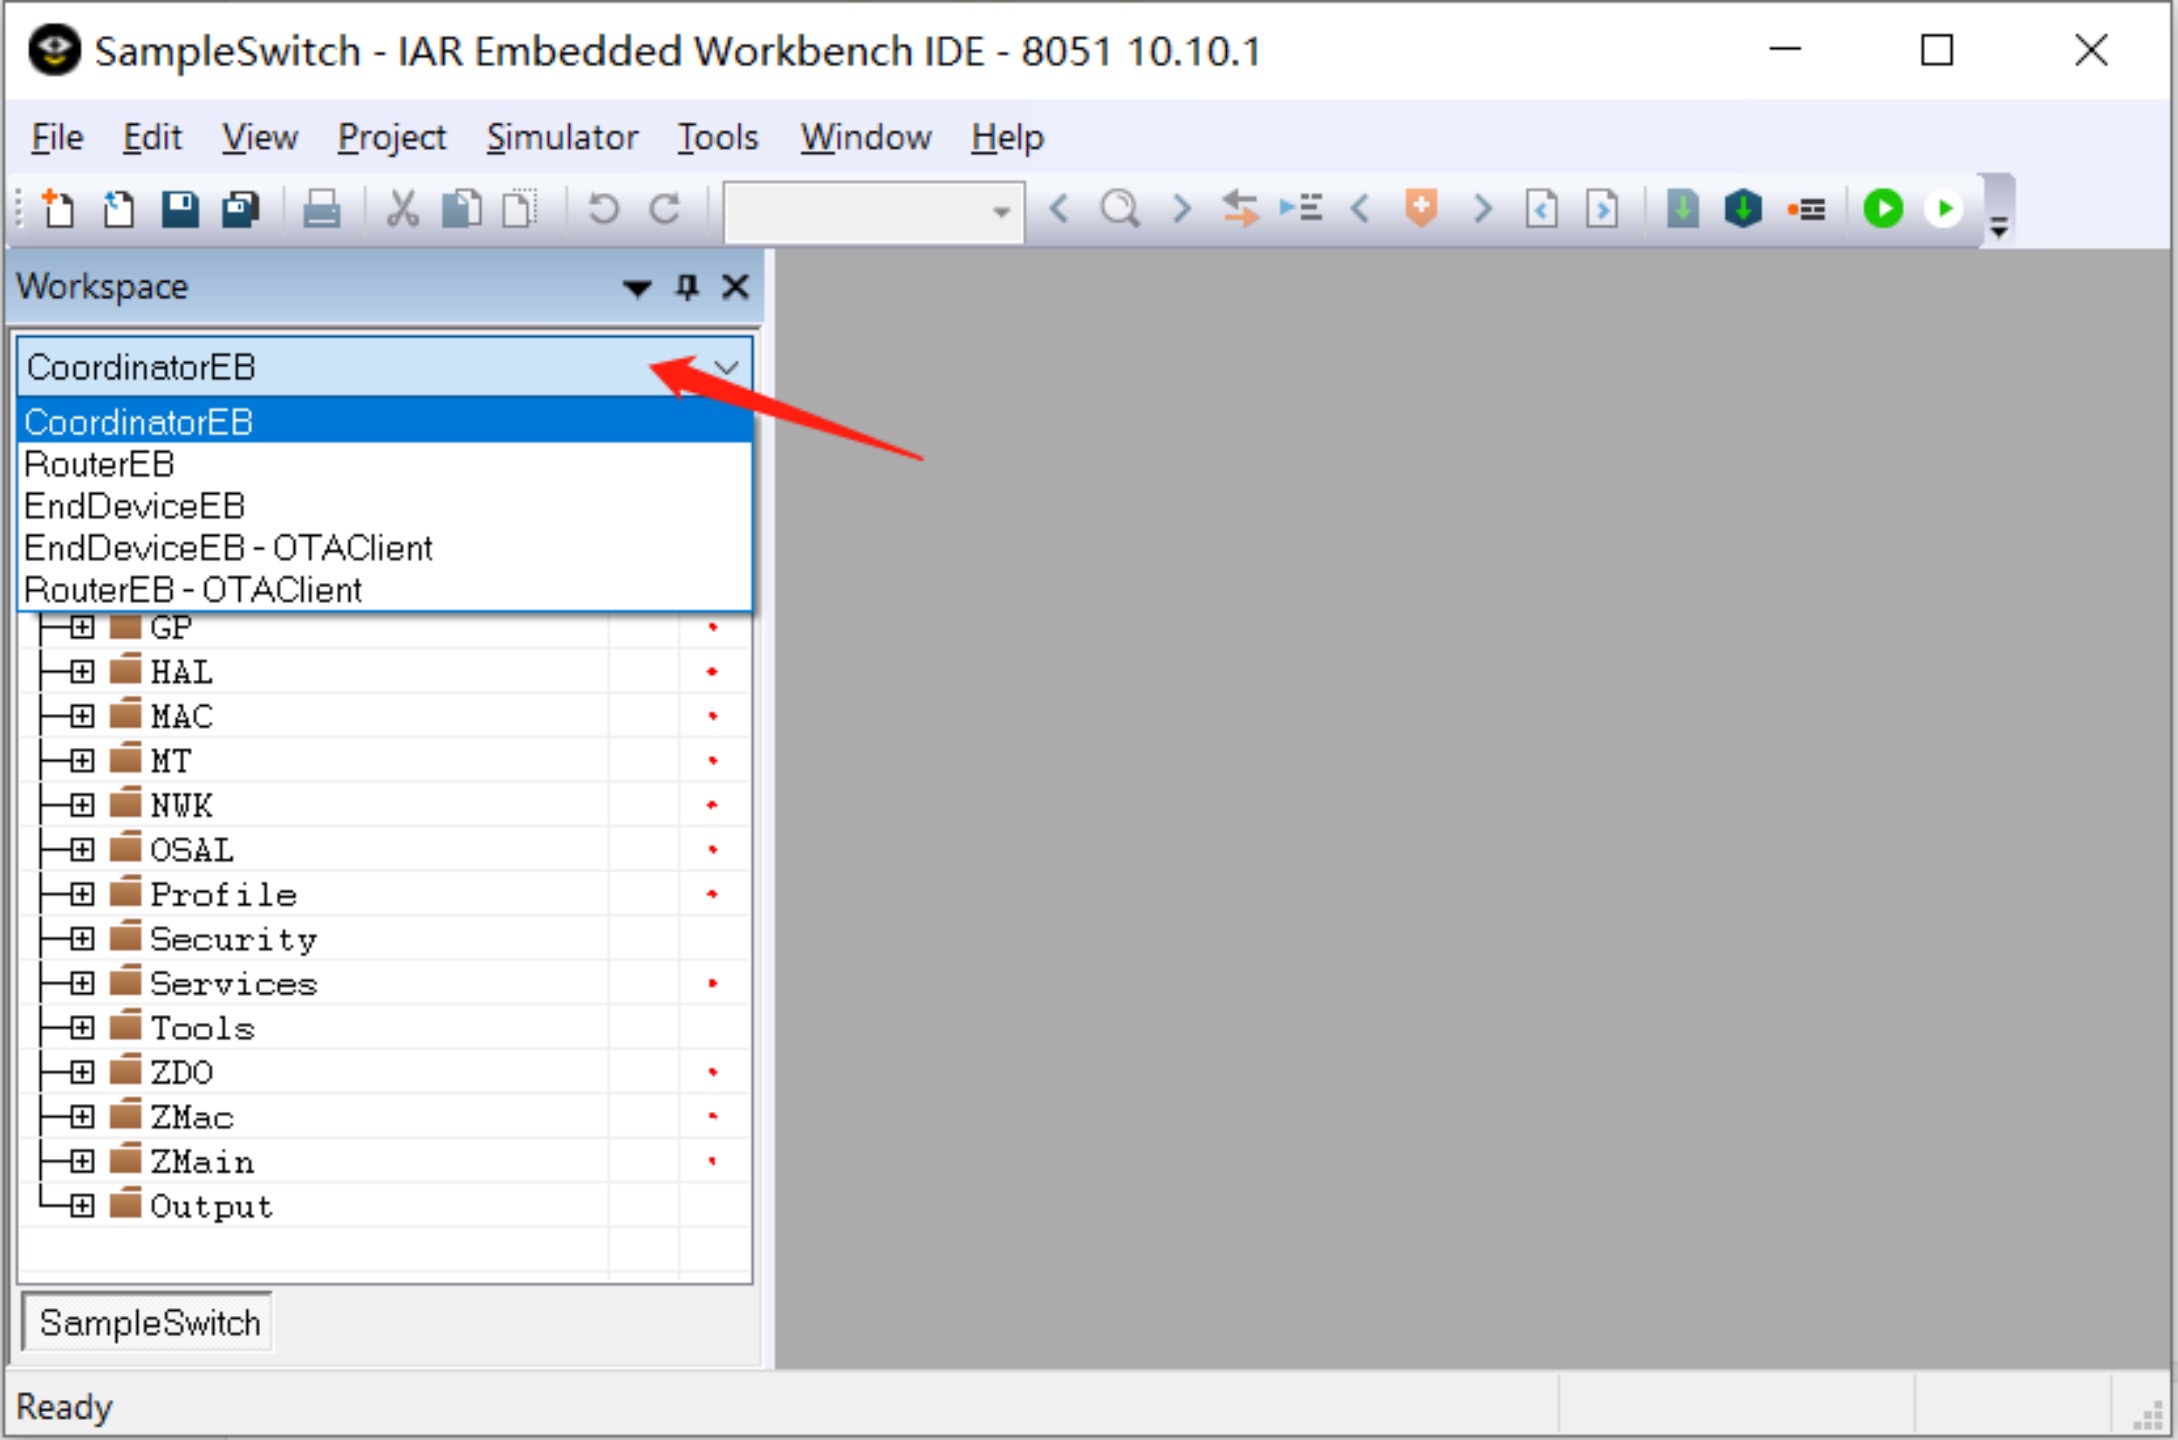 SampleSwitch - IAR Embedded Workbench IDE - 8051 10.10.1
File Edit View Project Simulator Tools Window Help
Workspace
CoordinatorEB
CoordinatorEB
RouterEB
EndDeviceEB
EndDeviceEB - OTAClient
RouterEB - OTAClient
GP
HAL
MAC
MT
NWK
OSAL
Profile
Security
Services
Tools
ZDO
ZMac
ZMain
Output
SampleSwitch
Ready